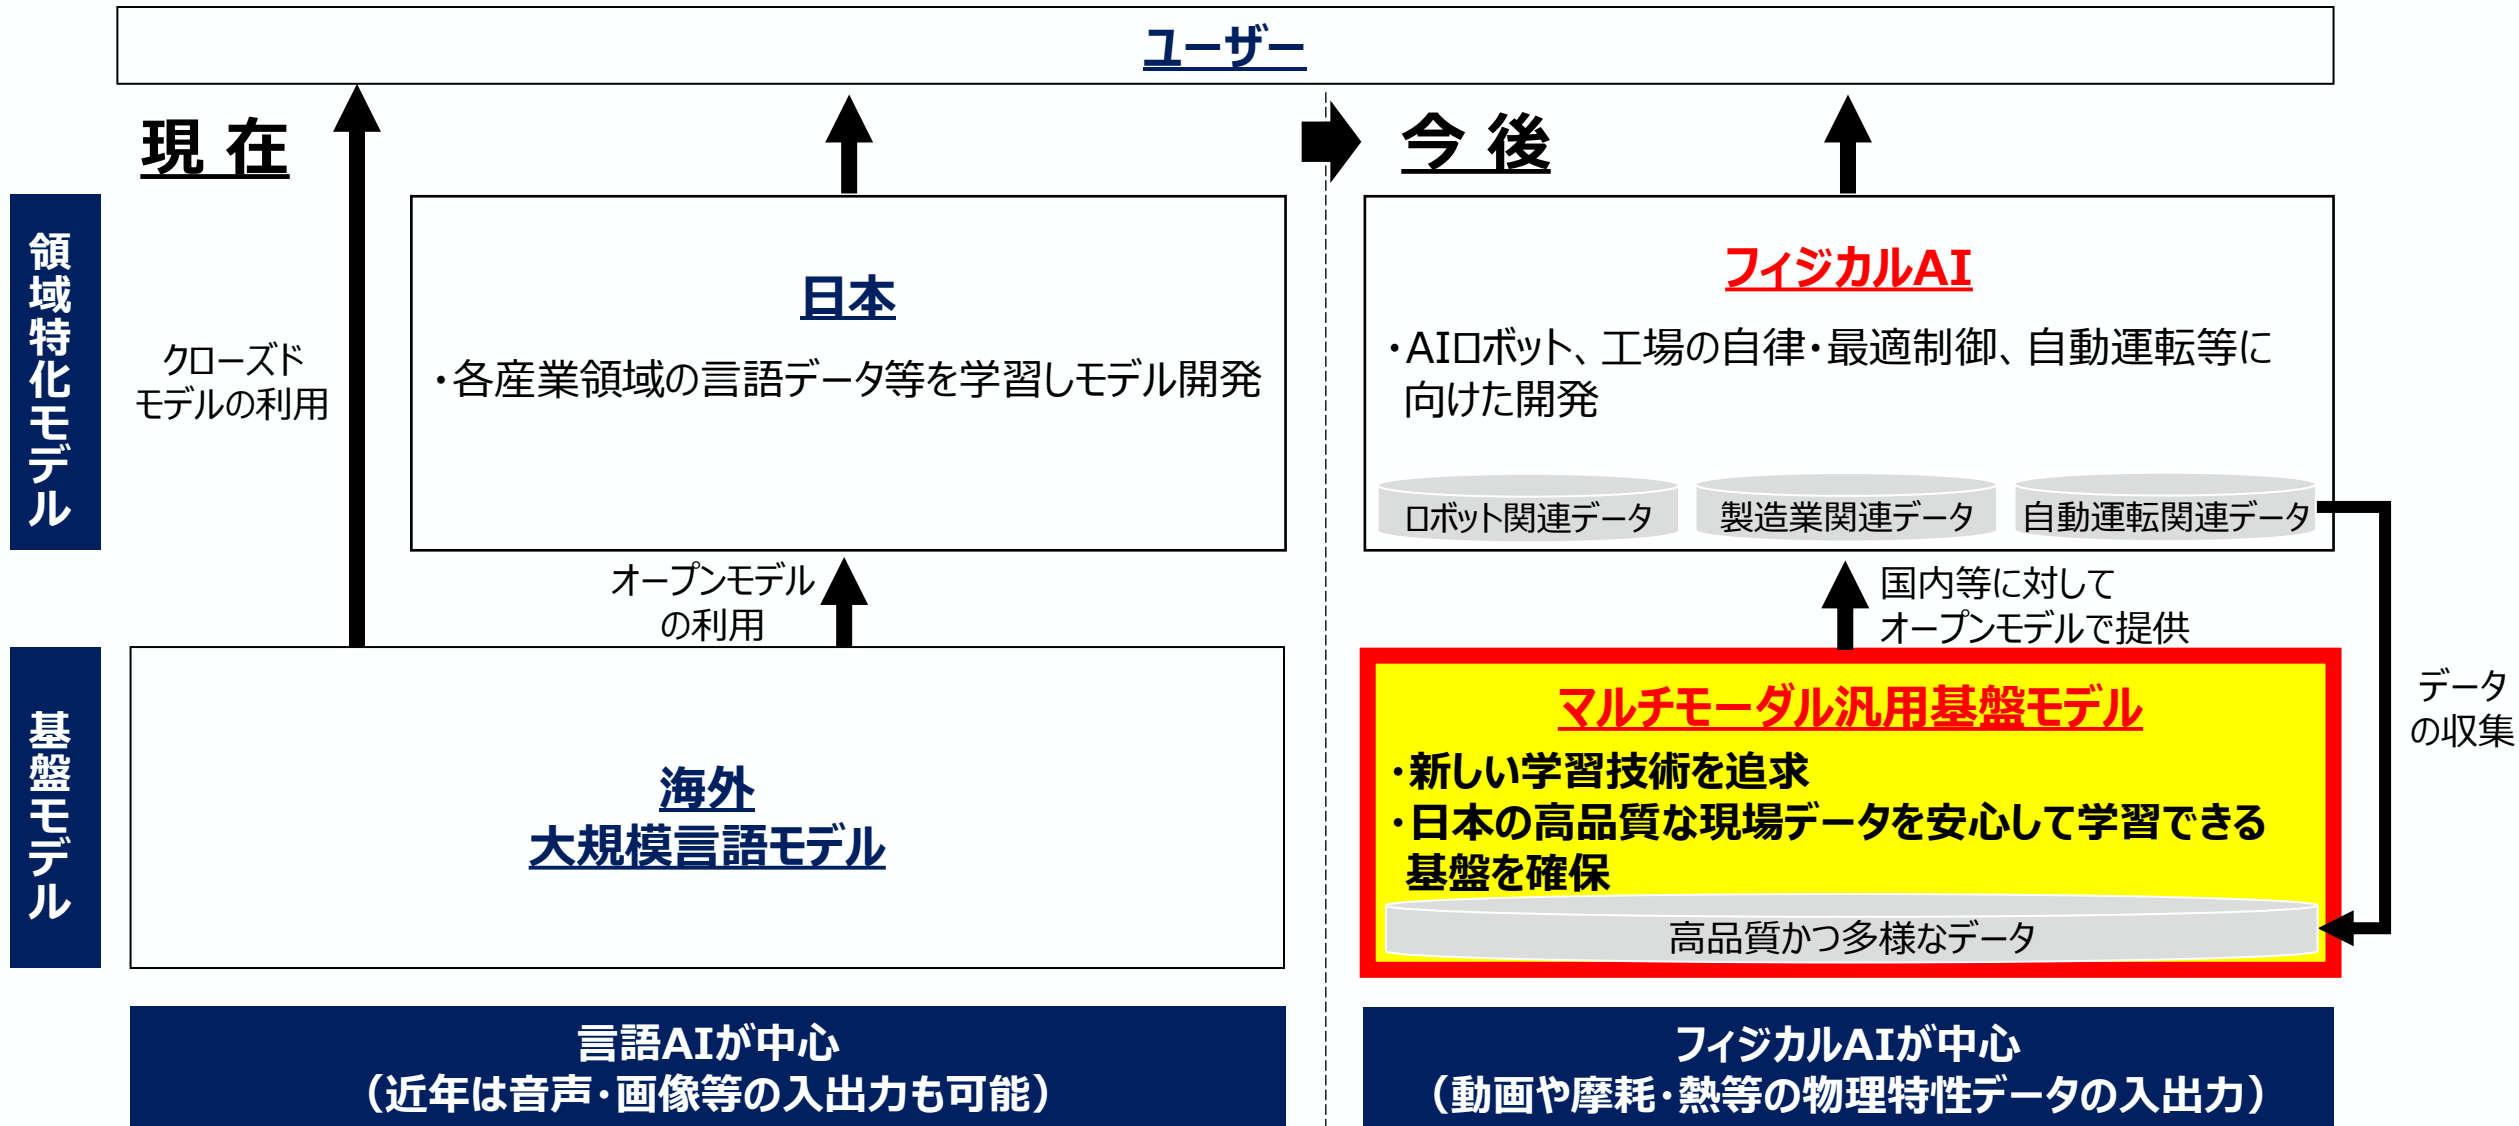 ユーザー
現 在
今 後
領域特化モデル
クローズド
モデルの利用
日本
・各産業領域の言語データ等を学習しモデル開発
フィジカルAI
・AIロボット、工場の自律・最適制御、自動運転等に
向けた開発
ロボット関連データ
製造業関連データ
自動運転関連データ
オープンモデル
の利用
国内等に対して
オープンモデルで提供
データ
の収集
基盤モデル
海外
大規模言語モデル
マルチモーダル汎用基盤モデル
・新しい学習技術を追求
・日本の高品質な現場データを安心して学習できる
基盤を確保
高品質かつ多様なデータ
言語AIが中心
（近年は音声・画像等の入出力も可能）
フィジカルAIが中心
（動画や摩耗・熱等の物理特性データの入出力）